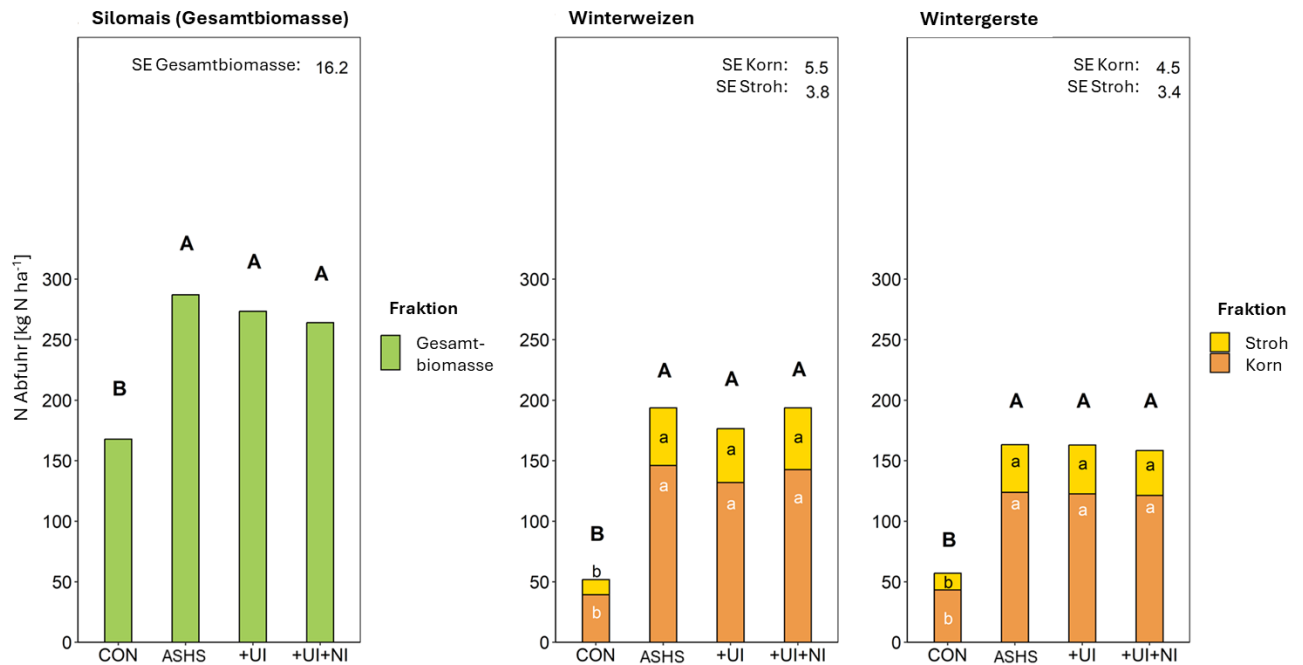 Silomais (Gesamtbiomasse)
SE Gesamtbiomasse: 16.2
N Abfuhr [kg N ha⁻¹]
300
250
200
150
100
50
0
A
A
A
B
CON
ASHS
+UI
+UI+NI
Fraktion
Gesamt-
biomasse
Winterweizen
SE Korn: 5.5
SE Stroh: 3.8
300
250
200
150
100
50
0
B
b
b
A
a
a
A
a
a
A
a
a
CON
ASHS
+UI
+UI+NI
Wintergerste
SE Korn: 4.5
SE Stroh: 3.4
300
250
200
150
100
50
0
B
b
b
A
a
a
A
a
a
A
a
a
CON
ASHS
+UI
+UI+NI
Fraktion
Stroh
Korn